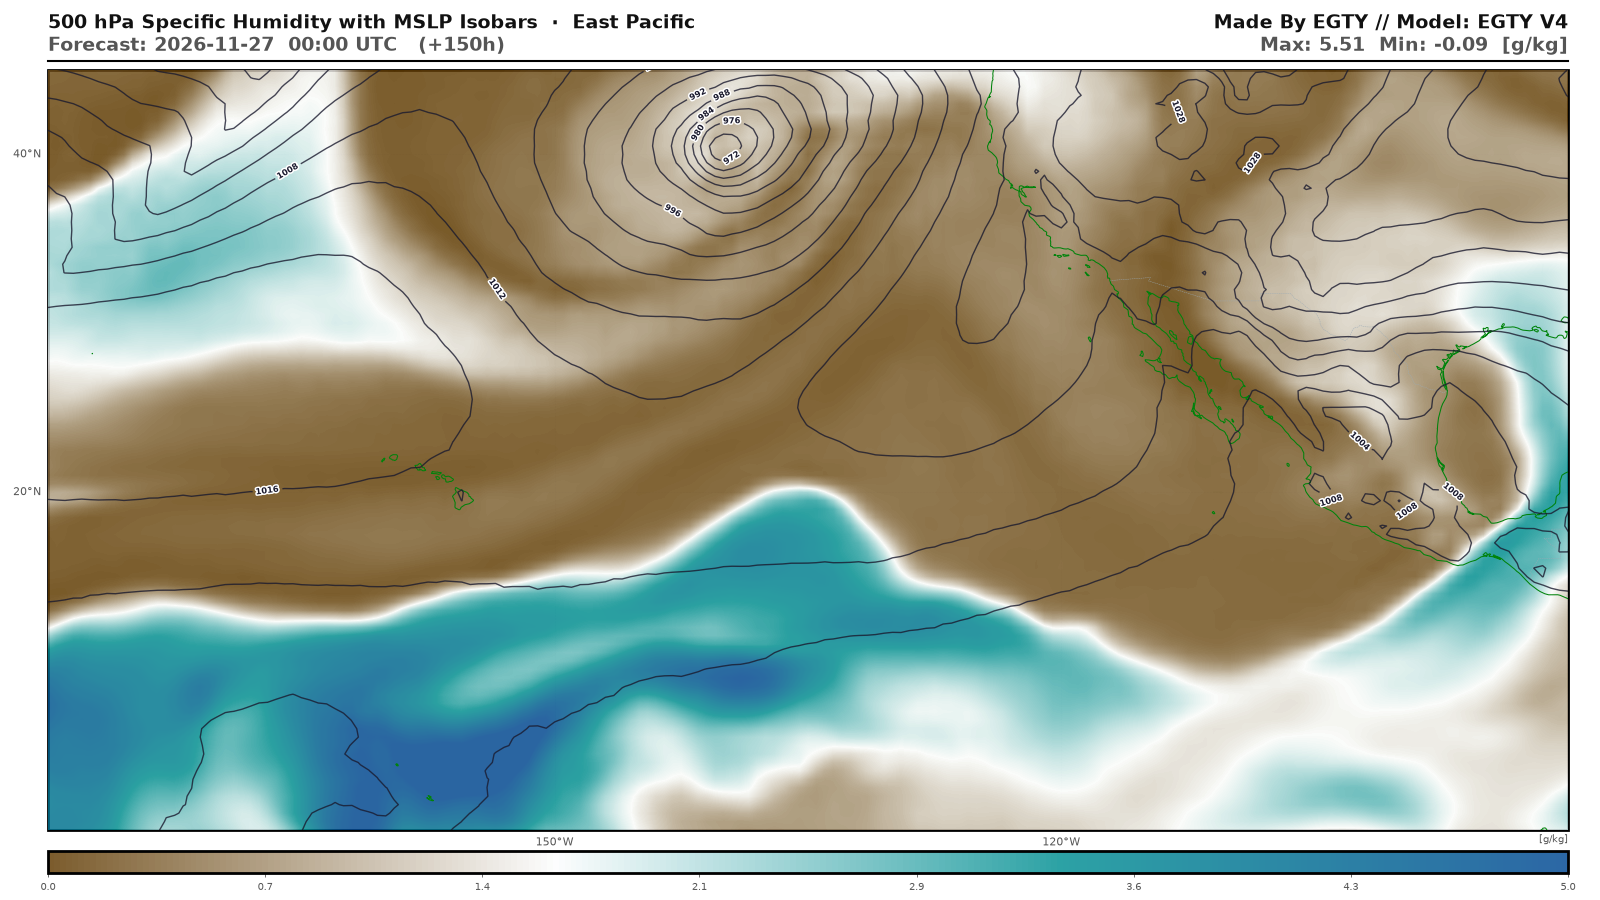 500 hPa Specific Humidity with MSLP Isobars · East Pacific
Made By EGTY // Model: EGTY V4
Forecast: 2026-11-27 00:00 UTC (+150h)
Max: 5.51 Min: -0.09 [g/kg]
992
988
984
976
980
972
1028
1028
40°N
1008
996
1012
1004
20°N
1016
1008
1008
1008
150°W
120°W
[g/kg]
0.0
0.7
1.4
2.1
2.9
3.6
4.3
5.0